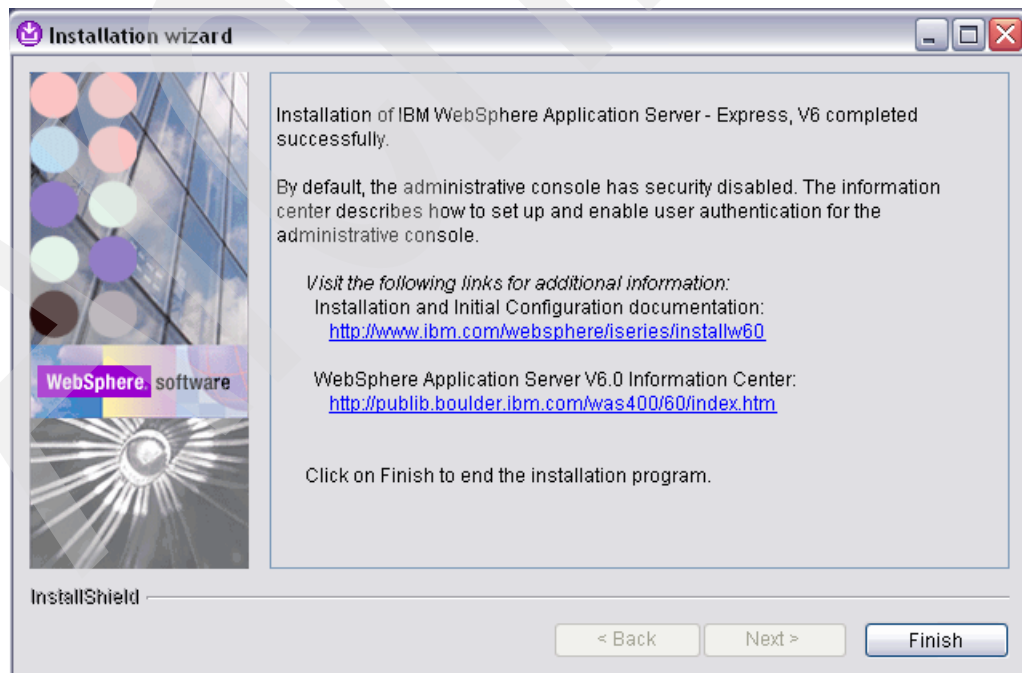 Installation wizard
Installation of IBM WebSphere Application Server - Express, V6 completed
successfully.
By default, the administrative console has security disabled. The information
center describes how to set up and enable user authentication for the
administrative console.
Visit the following links for additional information:
Installation and Initial Configuration documentation:
http://www.ibm.com/websphere/iseries/installw60
WebSphere Application Server V6.0 Information Center:
http://publib.boulder.ibm.com/was400/60/index.htm
WebSphere. software
Click on Finish to end the installation program.
InstallShield
< Back Next > Finish